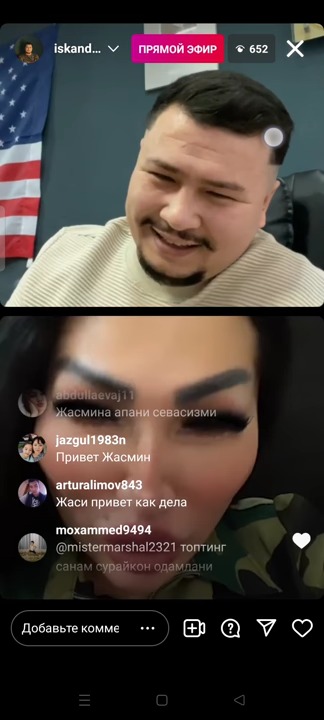 iskand...
ПРЯМОЙ ЭФИР
652
abdullaevaj11
Жасмина апани севасизми
jazgul1983n
Привет Жасмин
arturalimov843
Жаси привет как дела
moxammed9494
@mistermarshal2321 топтинг
санам сурайкон одамдани
Добавьте комме